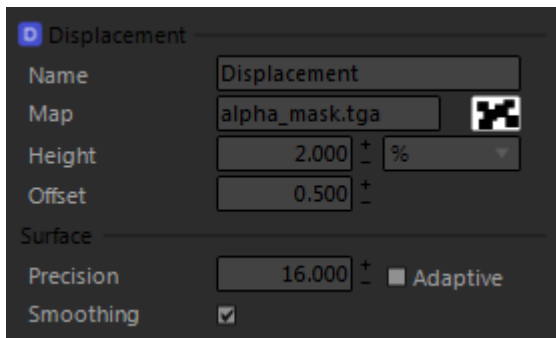 D Displacement
Name Displacement
Map alpha_mask.tga
Height 2.000 + - %
Offset 0.500 + -
Surface
Precision 16.000 + - Adaptive
Smoothing